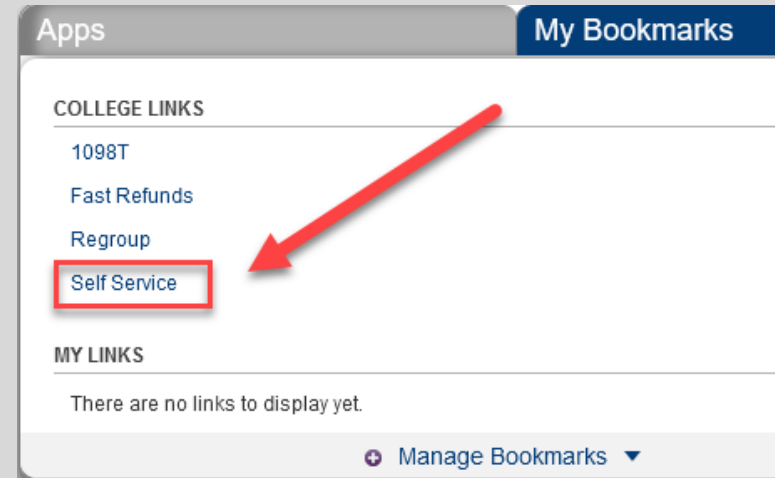 Apps
My Bookmarks
COLLEGE LINKS
1098T
Fast Refunds
Regroup
Self Service
MY LINKS
There are no links to display yet.
Manage Bookmarks